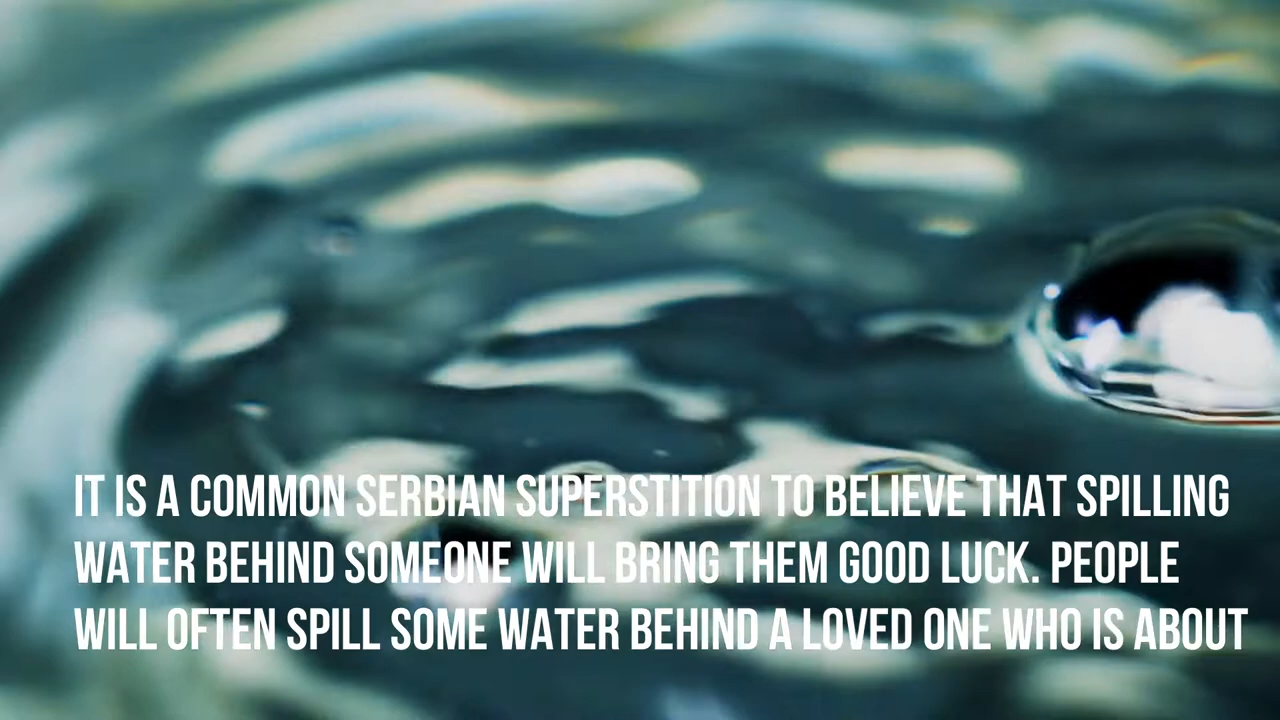 IT IS A COMMON SERBIAN SUPERSTITION TO BELIEVE THAT SPILLING
WATER BEHIND SOMEONE WILL BRING THEM GOOD LUCK. PEOPLE
WILL OFTEN SPILL SOME WATER BEHIND A LOVED ONE WHO IS ABOUT